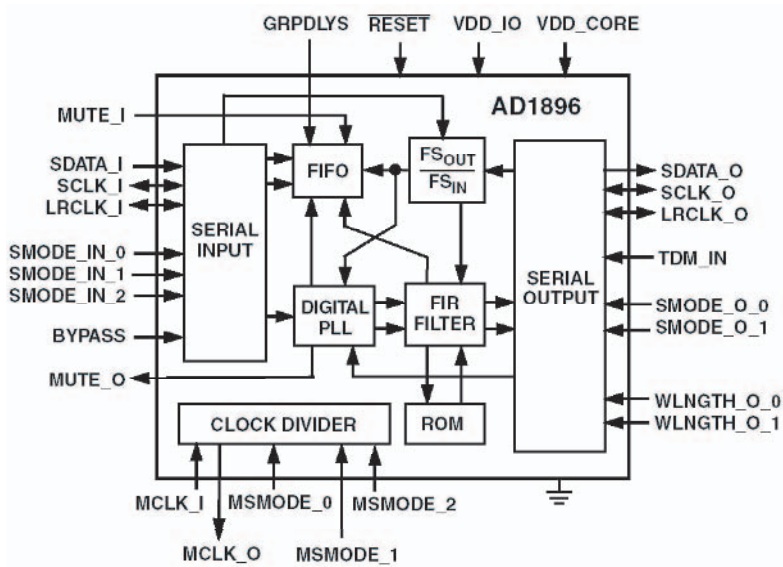 GRPDLYS RESET VDD_IO VDD_CORE
AD1896
MUTE_I
SDATA_I
SCLK_I
LRCLK_I
SMODE_IN_0
SMODE_IN_1
SMODE_IN_2
BYPASS
MUTE_O
SERIAL
INPUT
FIFO
FSOUT
FSIN
DIGITAL
PLL
FIR
FILTER
ROM
CLOCK DIVIDER
SERIAL
OUTPUT
SDATA_O
SCLK_O
LRCLK_O
TDM_IN
SMODE_O_0
SMODE_O_1
WLNGTH_O_0
WLNGTH_O_1
MCLK_I MSMODE_0 MSMODE_2
MCLK_O MSMODE_1